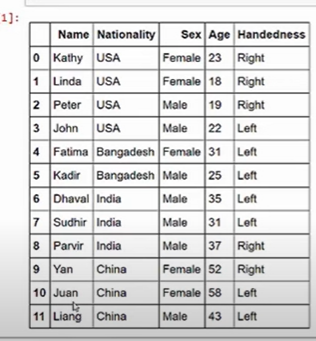 1]:
Name Nationality Sex Age Handedness
0 Kathy USA Female 23 Right
1 Linda USA Female 18 Right
2 Peter USA Male 19 Right
3 John USA Male 22 Left
4 Fatima Bangadesh Female 31 Left
5 Kadir Bangadesh Male 25 Left
6 Dhaval India Male 35 Left
7 Sudhir India Male 31 Left
8 Parvir India Male 37 Right
9 Yan China Female 52 Right
10 Juan China Female 58 Left
11 Liang China Male 43 Left